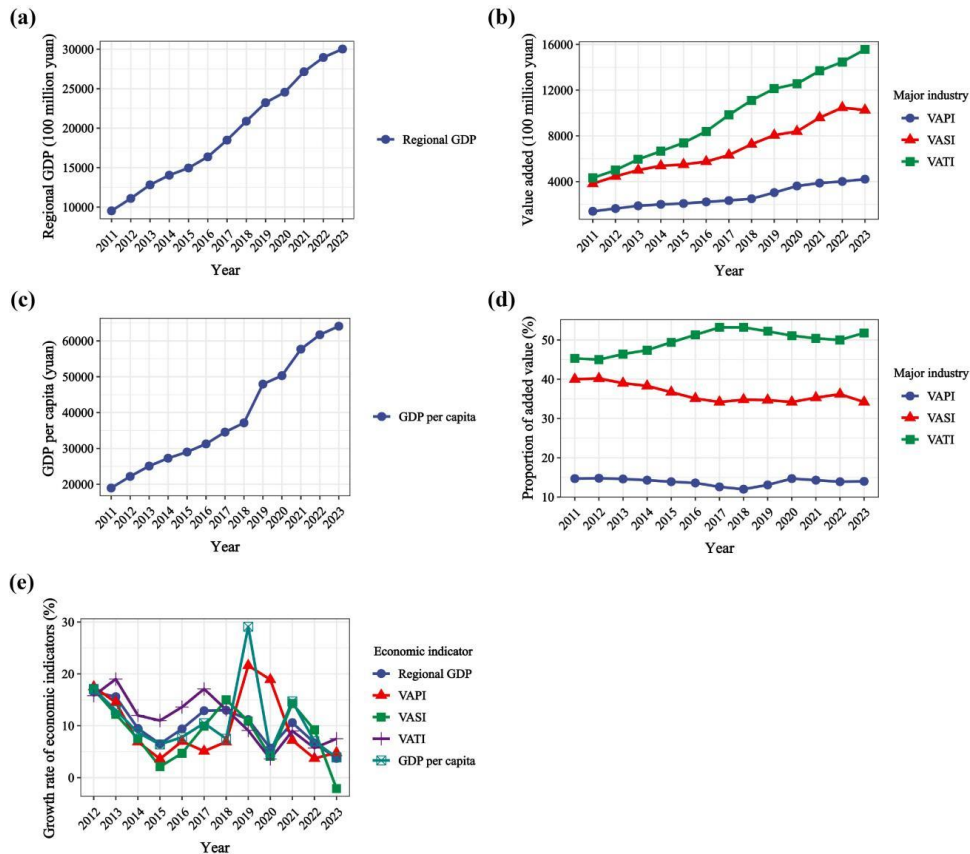 (a)
Regional GDP (100 million yuan)
30000
25000
20000
15000
10000
2011 2012 2013 2014 2015 2016 2017 2018 2019 2020 2021 2022 2023
Year
Regional GDP
(b)
Value added (100 million yuan)
16000
12000
8000
4000
2011 2012 2013 2014 2015 2016 2017 2018 2019 2020 2021 2022 2023
Year
Major industry
VAPI
VASI
VATI
(c)
GDP per capita (yuan)
60000
50000
40000
30000
20000
2011 2012 2013 2014 2015 2016 2017 2018 2019 2020 2021 2022 2023
Year
GDP per capita
(d)
Proportion of added value (%)
50
40
30
20
10
2011 2012 2013 2014 2015 2016 2017 2018 2019 2020 2021 2022 2023
Year
Major industry
VAPI
VASI
VATI
(e)
Growth rate of economic indicators (%)
30
20
10
0
2012 2013 2014 2015 2016 2017 2018 2019 2020 2021 2022 2023
Year
Economic indicator
Regional GDP
VAPI
VASI
VATI
GDP per capita